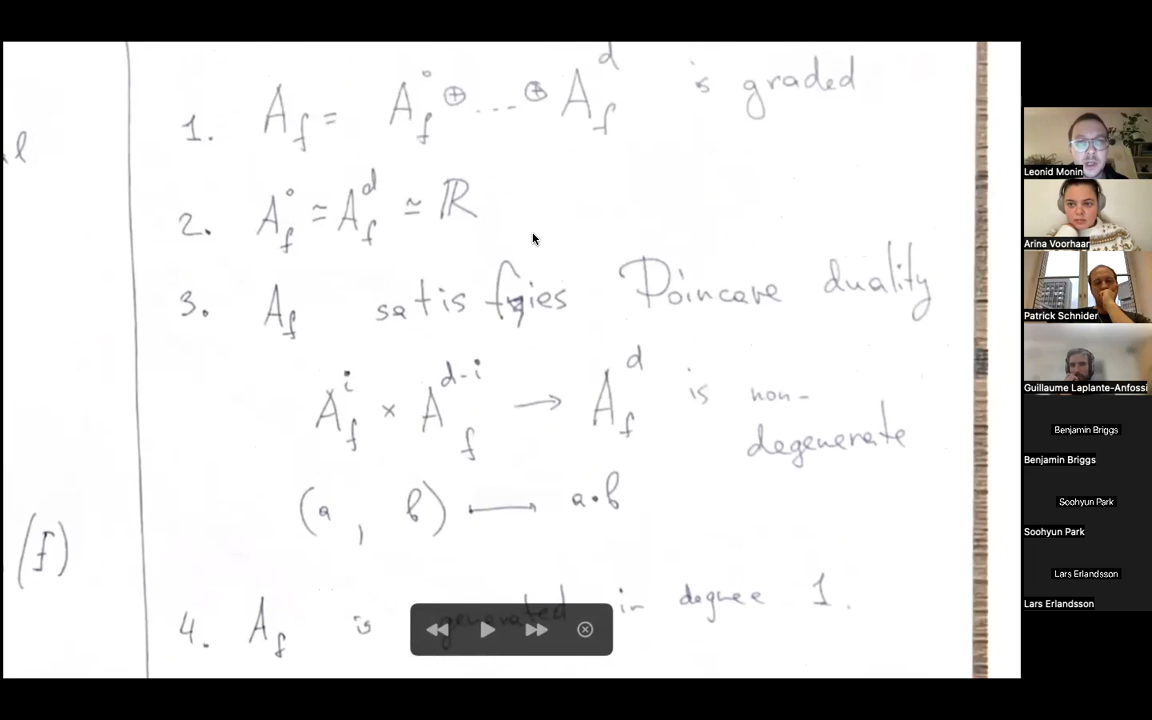 1. A_f = A_f^0 ⊕ ... ⊕ A_f^d is graded
2. A_f^0 ≃ A_f^d ≃ ℝ
3. A_f satisfies Poincare duality
A_f^i × A_f^{d-i} → A_f^d is non-
degenerate
(a , b) ⟼ a·b
(f)
4. A_f is generated in degree 1.
Leonid Monin
Arina Voorhaar
Patrick Schnider
Guillaume Laplante-Anfossi
Benjamin Briggs
Benjamin Briggs
Soohyun Park
Soohyun Park
Lars Erlandsson
Lars Erlandsson